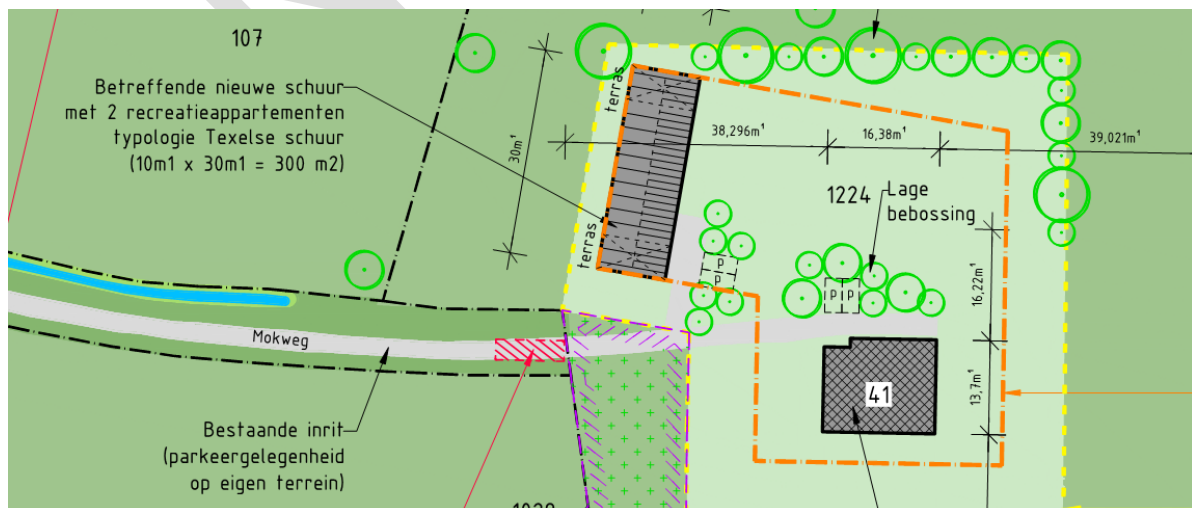 107
Betreffende nieuwe schuur
met 2 recreatieappartementen
typologie Texelse schuur
(10m1 x 30m1 = 300 m2)
terras
30m¹
38,296m¹
16,38m¹
39,021m¹
1224
Lage
bebossing
terras
P
P
P P
16,22m¹
Mokweg
13,7m¹
41
Bestaande inrit
(parkeergelegenheid
op eigen terrein)